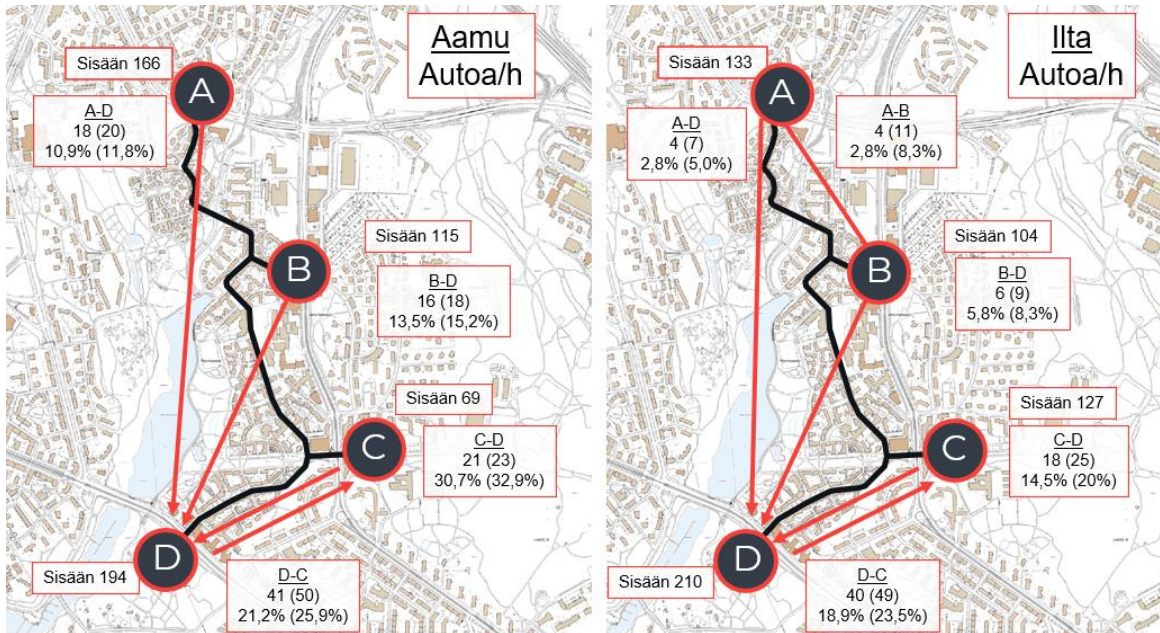 Aamu
Autoa/h
Sisään 166
A
A-D
18 (20)
10,9% (11,8%)
Sisään 115
B
B-D
16 (18)
13,5% (15,2%)
Sisään 69
C
C-D
21 (23)
30,7% (32,9%)
D
Sisään 194
D-C
41 (50)
21,2% (25,9%)
Ilta
Autoa/h
Sisään 133
A
A-D
4 (7)
2,8% (5,0%)
A-B
4 (11)
2,8% (8,3%)
Sisään 104
B
B-D
6 (9)
5,8% (8,3%)
Sisään 127
C
C-D
18 (25)
14,5% (20%)
D
Sisään 210
D-C
40 (49)
18,9% (23,5%)